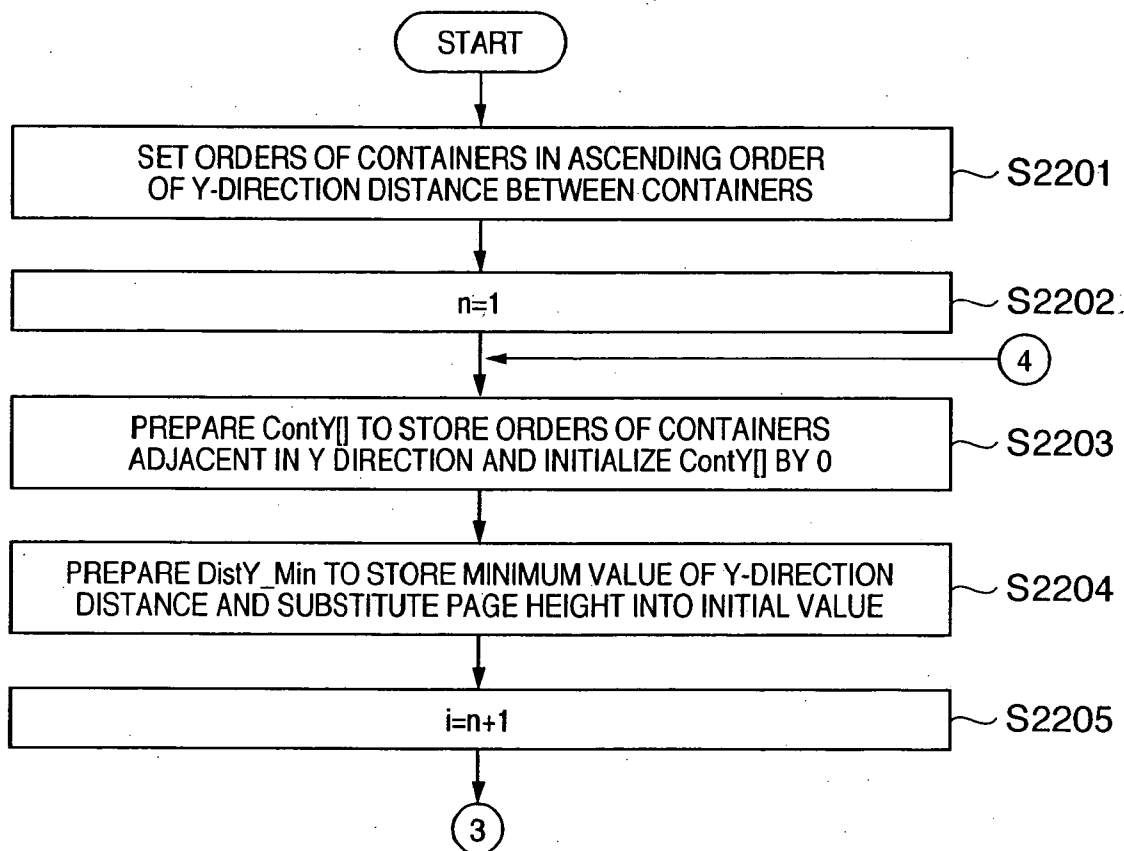 START
SET ORDERS OF CONTAINERS IN ASCENDING ORDER
OF Y-DIRECTION DISTANCE BETWEEN CONTAINERS
S2201
n=1
S2202
4
PREPARE ContY[] TO STORE ORDERS OF CONTAINERS
ADJACENT IN Y DIRECTION AND INITIALIZE ContY[] BY 0
S2203
PREPARE DistY_Min TO STORE MINIMUM VALUE OF Y-DIRECTION
DISTANCE AND SUBSTITUTE PAGE HEIGHT INTO INITIAL VALUE
S2204
i=n+1
S2205
3